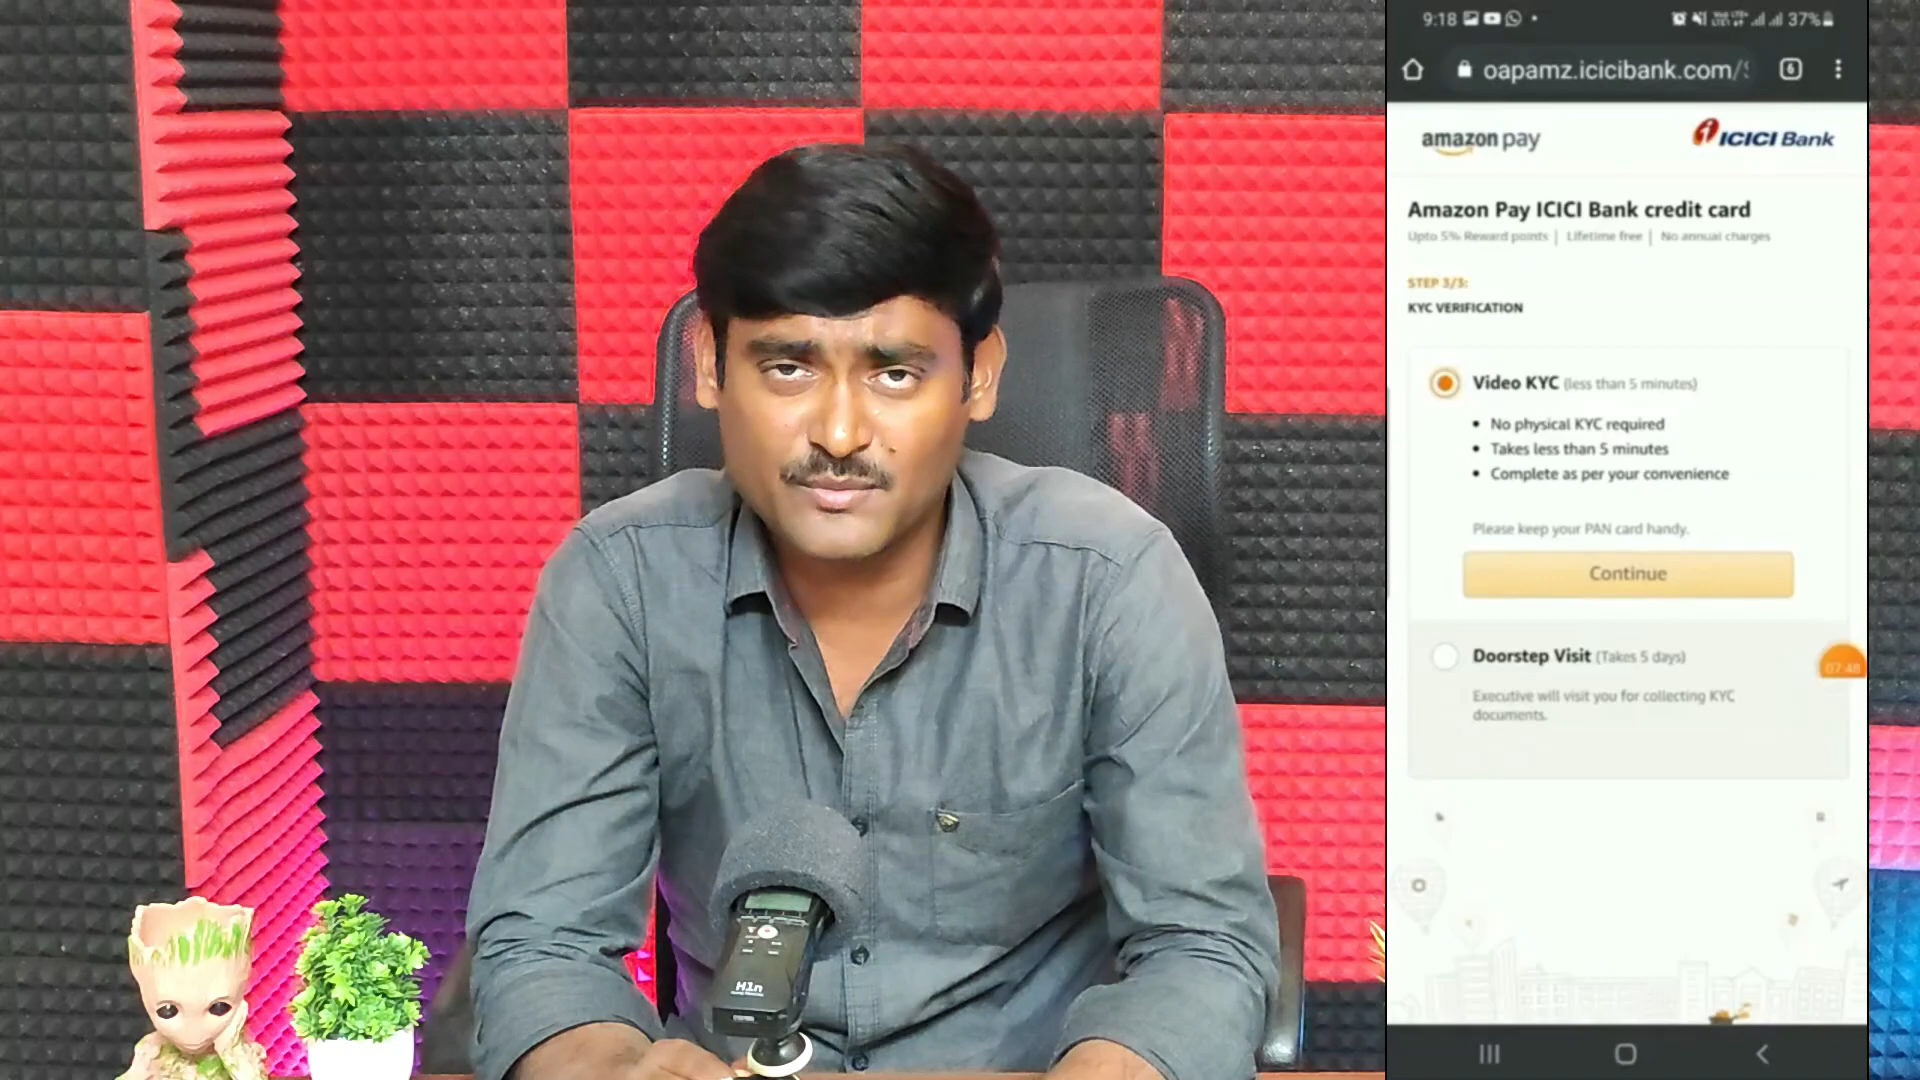 9:18
37%
oapamz.icicibank.com/
6
amazon pay
ICICI Bank
Amazon Pay ICICI Bank credit card
Upto 5% Reward points | Lifetime free | No annual charges
STEP 3/3:
KYC VERIFICATION
Video KYC (less than 5 minutes)
• No physical KYC required
• Takes less than 5 minutes
• Complete as per your convenience
Please keep your PAN card handy.
Continue
Doorstep Visit (Takes 5 days)
Executive will visit you for collecting KYC
documents.
07:48
H1n